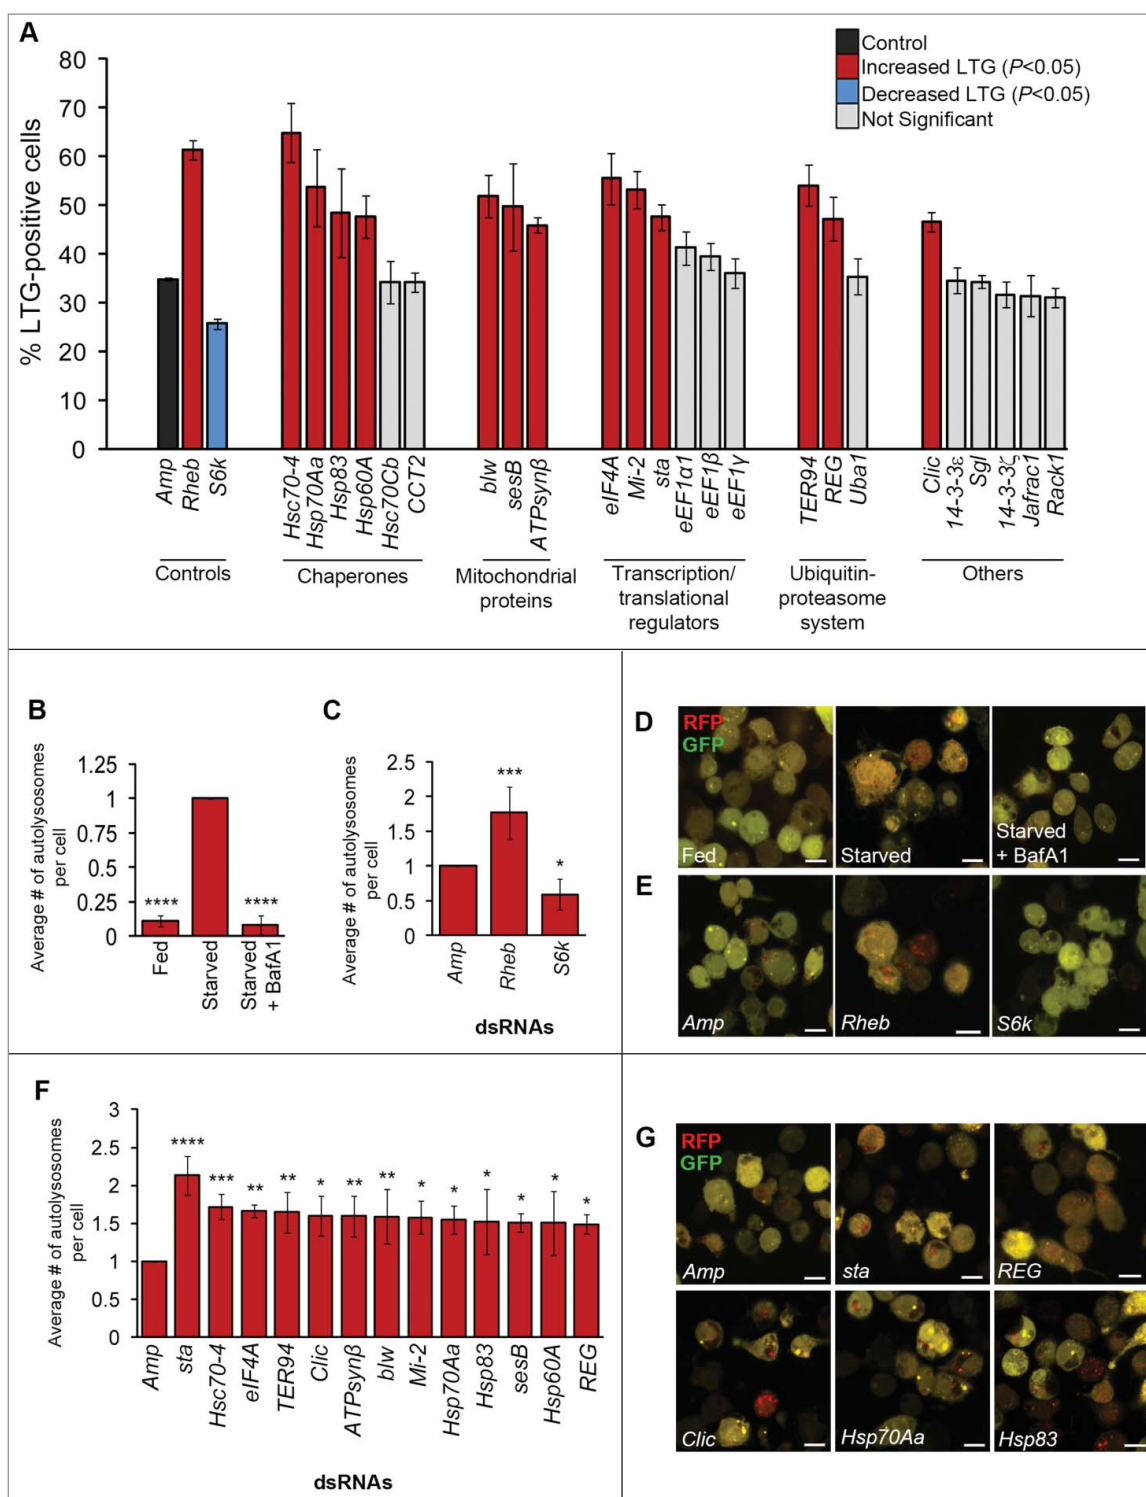 A
80
70
60
50
40
30
20
10
0
% LTG-positive cells
Control
Increased LTG (P<0.05)
Decreased LTG (P<0.05)
Not Significant
Amp
Rheb
S6k
Hsc70-4
Hsp70Aa
Hsp83
Hsp60A
Hsc70Cb
CCT2
blw
sesB
ATPsynβ
eIF4A
Mi-2
sta
eEF1α1
eEF1β
eEF1γ
TER94
REG
Uba1
Clic
14-3-3ε
Sgl
14-3-3ζ
Jafrac1
Rack1
Controls
Chaperones
Mitochondrial
proteins
Transcription/
translational
regulators
Ubiquitin-
proteasome
system
Others
B
Average # of autolysosomes
per cell
1.25
1
0.75
0.5
0.25
0
****
****
Fed
Starved
Starved
+ BafA1
C
Average # of autolysosomes
per cell
2.5
2
1.5
1
0.5
0
***
*
Amp
Rheb
S6k
dsRNAs
D
RFP
GFP
Fed
Starved
Starved
+ BafA1
E
Amp
Rheb
S6k
F
Average # of autolysosomes
per cell
3
2.5
2
1.5
1
0.5
0
****
***
**
**
*
**
**
*
*
*
*
*
*
Amp
sta
Hsc70-4
eIF4A
TER94
Clic
ATPsynβ
blw
Mi-2
Hsp70Aa
Hsp83
sesB
Hsp60A
REG
dsRNAs
G
RFP
GFP
Amp
sta
REG
Clic
Hsp70Aa
Hsp83